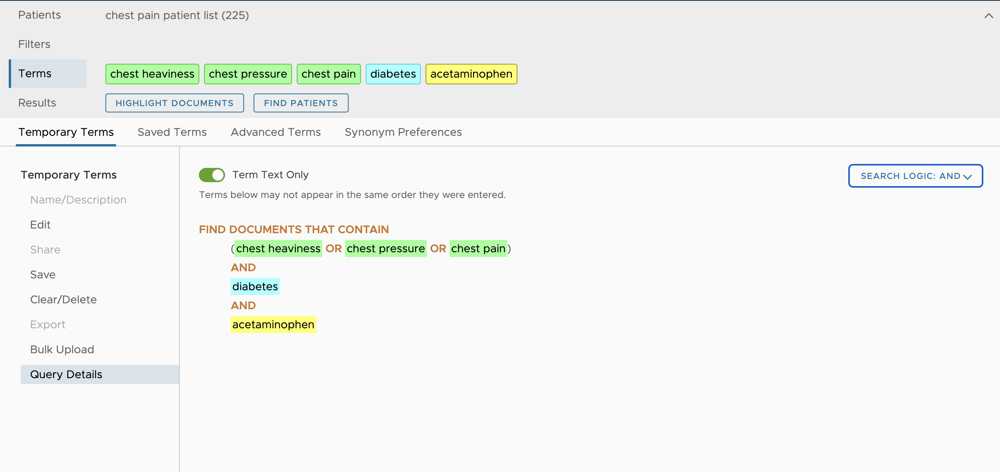 Patients chest pain patient list (225)
Filters
Terms chest heaviness chest pressure chest pain diabetes acetaminophen
Results HIGHLIGHT DOCUMENTS FIND PATIENTS
Temporary Terms Saved Terms Advanced Terms Synonym Preferences
Temporary Terms
Name/Description
Edit
Share
Save
Clear/Delete
Export
Bulk Upload
Query Details
Term Text Only
SEARCH LOGIC: AND
Terms below may not appear in the same order they were entered.
FIND DOCUMENTS THAT CONTAIN
(chest heaviness OR chest pressure OR chest pain)
AND
diabetes
AND
acetaminophen